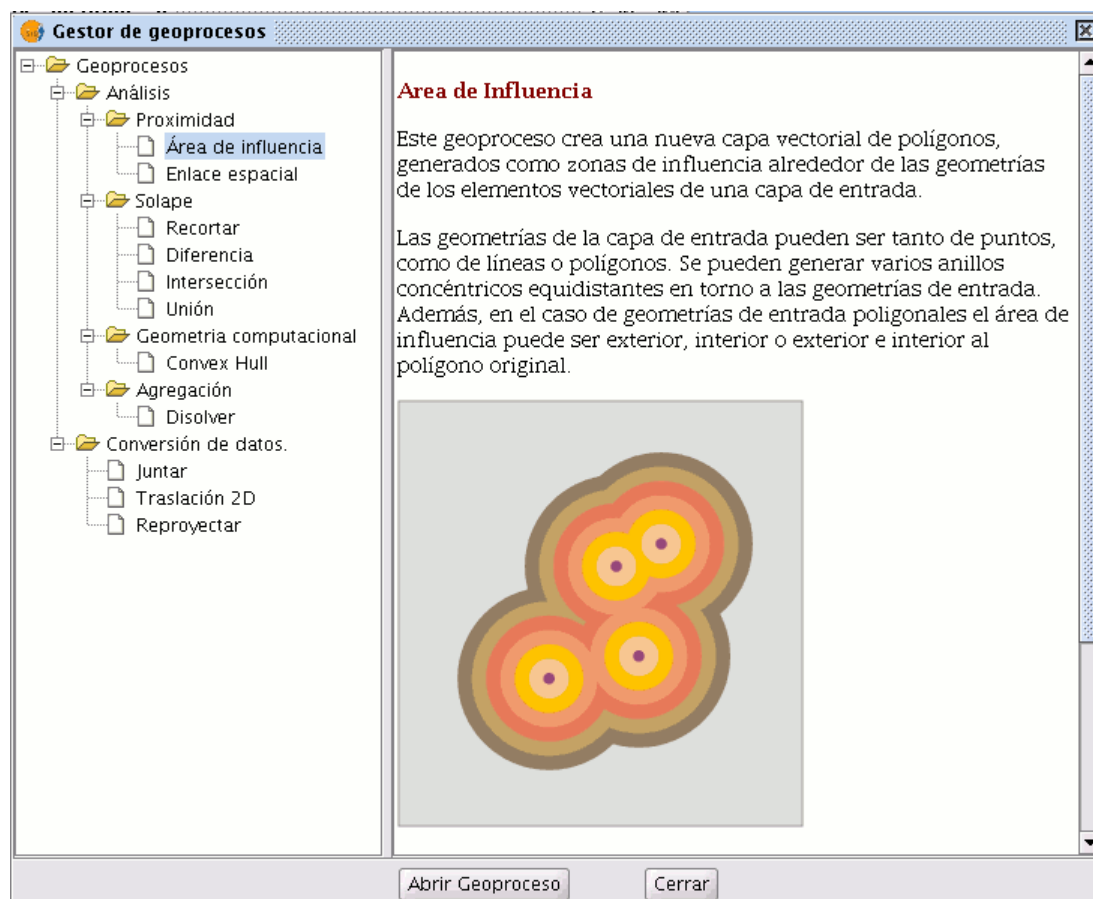 Gestor de geoprocesos
Geoprocesos
Análisis
Proximidad
Área de influencia
Enlace espacial
Solape
Recortar
Diferencia
Intersección
Unión
Geometria computacional
Convex Hull
Agregación
Disolver
Conversión de datos.
Juntar
Traslación 2D
Reproyectar
Area de Influencia
Este geoproceso crea una nueva capa vectorial de polígonos,
generados como zonas de influencia alrededor de las geometrías
de los elementos vectoriales de una capa de entrada.
Las geometrías de la capa de entrada pueden ser tanto de puntos,
como de líneas o polígonos. Se pueden generar varios anillos
concéntricos equidistantes en torno a las geometrías de entrada.
Además, en el caso de geometrías de entrada poligonales el área de
influencia puede ser exterior, interior o exterior e interior al
polígono original.
Abrir Geoproceso
Cerrar